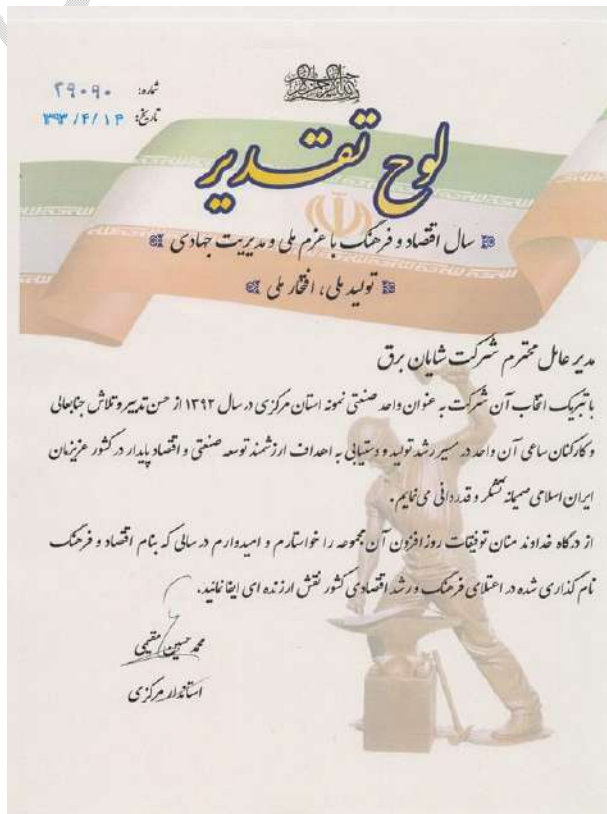 شماره: ۲۹۰۹۰
تاریخ: ۱۳۹۳/۴/۱۴
لوح تقدیر
سال اقتصاد و فرهنگ با عزم ملی و مدیریت جهادی
تولید ملی، افتخار ملی
مدیر عامل محترم شرکت شایان برق
با تبریک انتخاب آن شرکت به عنوان واحد صنعتی نمونه استان مرکزی در سال ۱۳۹۲ از حسن تدبیر و تلاش جنابعالی
و کارکنان ساعی آن واحد در مسیر رشد تولید و دستیابی به اهداف ارزشمند توسعه صنعتی و اقتصاد پایدار در کشور عزیزمان
ایران اسلامی صمیمانه تشکر و قدردانی می نمایم.
از درگاه خداوند منان توفیقات روزافزون آن مجموعه را خواستارم و امیدوارم در سالی که بنام اقتصاد و فرهنگ
نام گذاری شده در اعتلای فرهنگ و رشد اقتصادی کشور نقش ارزنده ای ایفا نمائید.
محمد حسین مقیمی
استاندار مرکزی